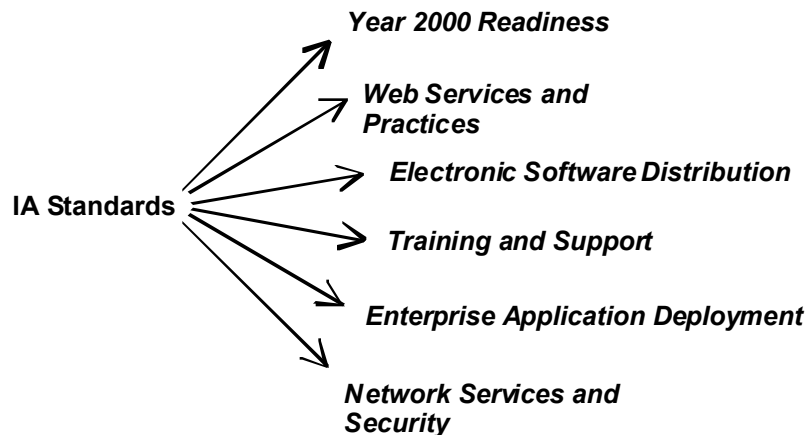 Year 2000 Readiness
Web Services and
Practices
Electronic Software Distribution
IA Standards
Training and Support
Enterprise Application Deployment
Network Services and
Security